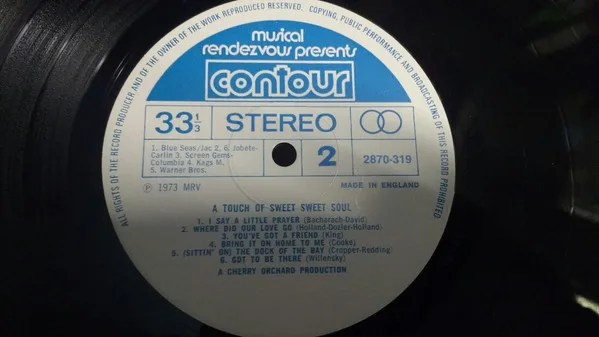 ALL RIGHTS OF THE RECORD PRODUCER AND OF THE OWNER OF THE WORK REPRODUCED RESERVED. COPYING, PUBLIC PERFORMANCE AND BROADCASTING OF THIS RECORD PROHIBITED
musical
rendezvous presents
contour
33 1/3 STEREO
1. Blue Seas/Jac 2, 6. Jobete-
Carlin 3. Screen Gems-
Columbia 4. Kags M.
5. Warner Bros.
2 2870-319
Ⓟ 1973 MRV MADE IN ENGLAND
A TOUCH OF SWEET SWEET SOUL
1. I SAY A LITTLE PRAYER (Bacharach-David)
2. WHERE DID OUR LOVE GO (Holland-Dozier-Holland)
3. YOU'VE GOT A FRIEND (King)
4. BRING IT ON HOME TO ME (Cooke)
5. (SITTIN' ON) THE DOCK OF THE BAY (Cropper-Redding)
6. GOT TO BE THERE (Willensky)
A CHERRY ORCHARD PRODUCTION